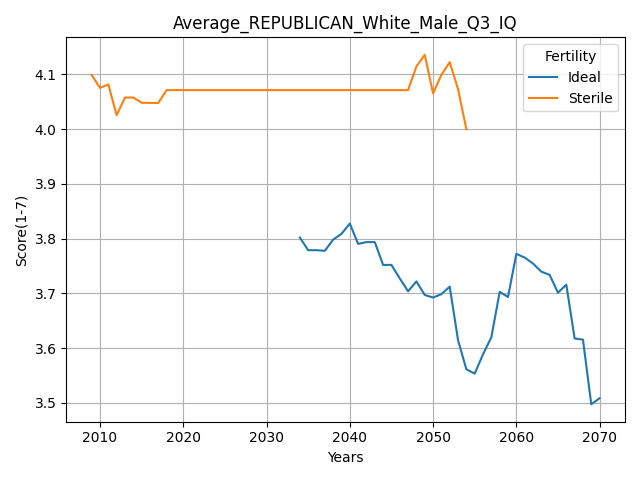 Average_REPUBLICAN_White_Male_Q3_IQ
Fertility
Ideal
Sterile
Score(1-7)
4.1
4.0
3.9
3.8
3.7
3.6
3.5
2010 2020 2030 2040 2050 2060 2070
Years